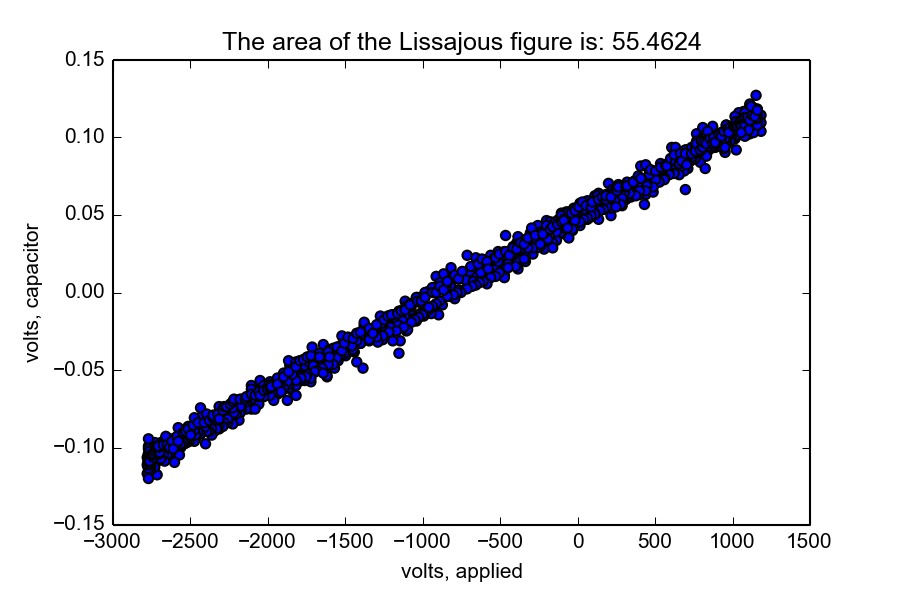 The area of the Lissajous figure is: 55.4624
0.15
0.10
0.05
0.00
−0.05
−0.10
−0.15
volts, capacitor
−3000 −2500 −2000 −1500 −1000 −500 0 500 1000 1500
volts, applied